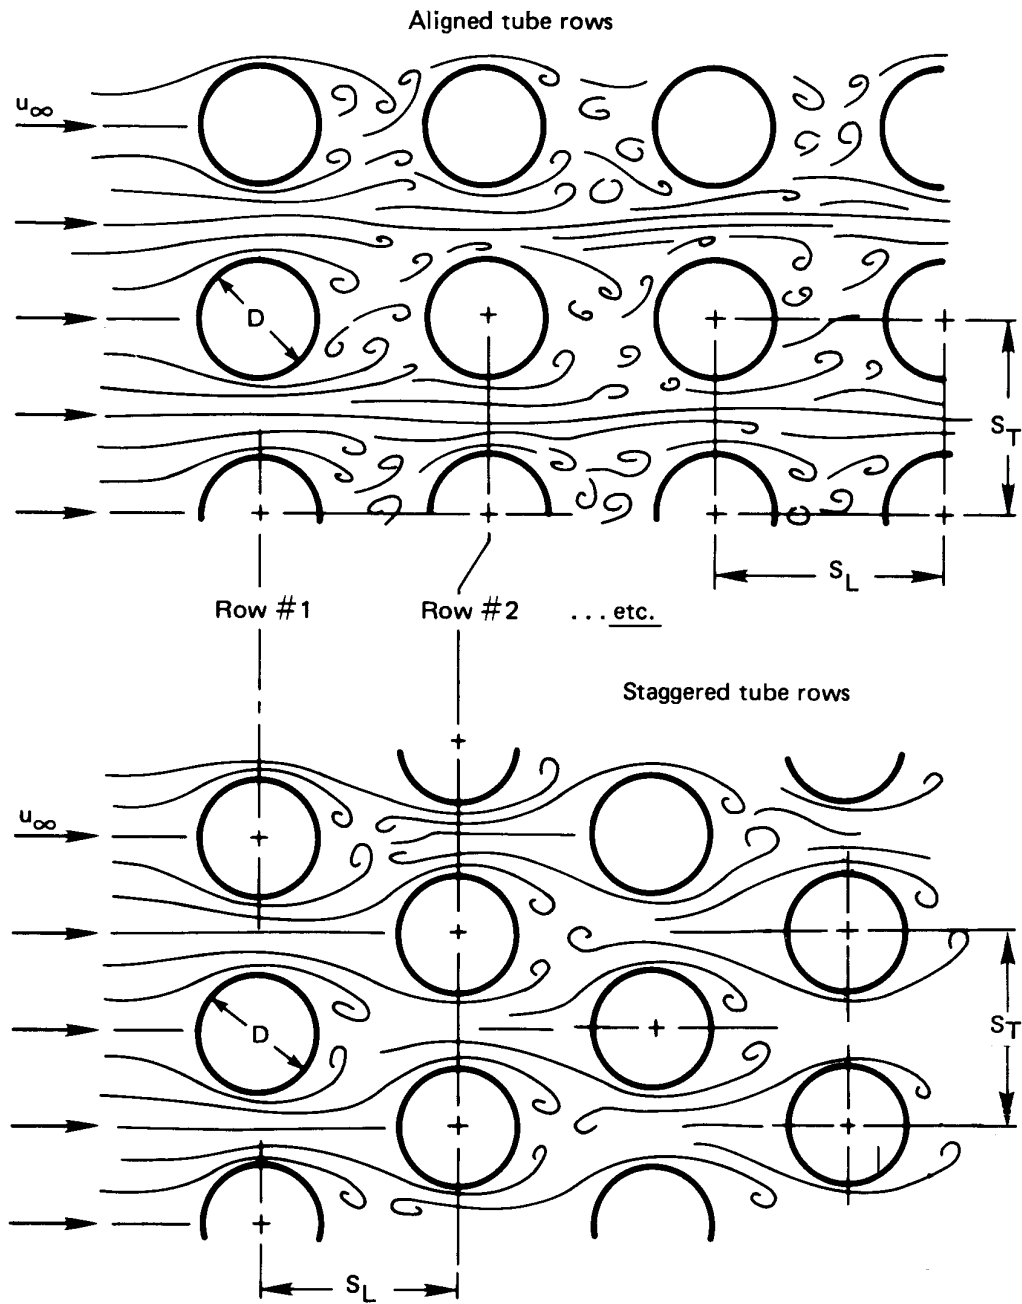 Aligned tube rows
u∞
D
S_T
S_L
Row #1
Row #2
... etc.
Staggered tube rows
u∞
D
S_T
S_L